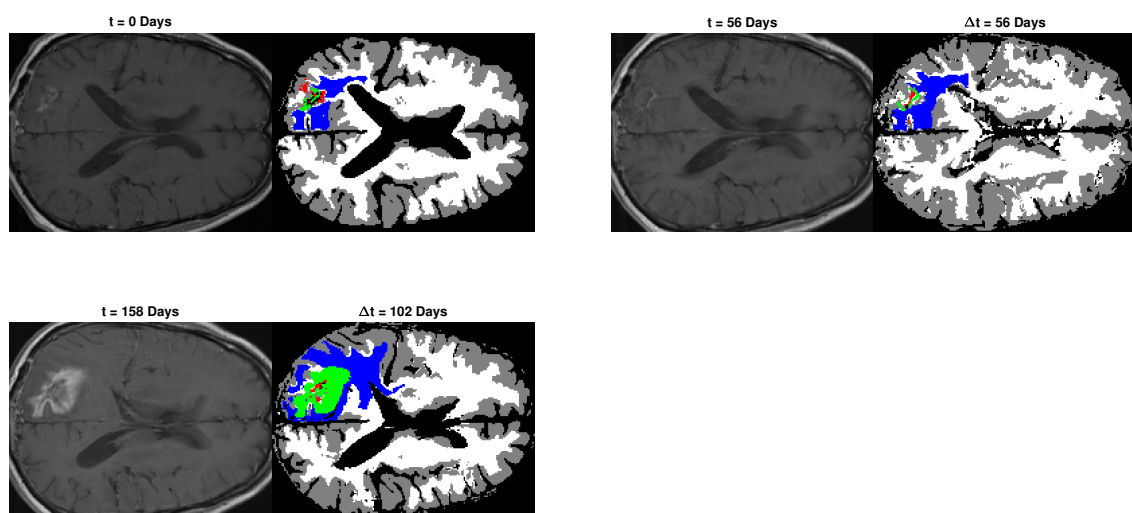 t = 0 Days
t = 56 Days
Δt = 56 Days
t = 158 Days
Δt = 102 Days